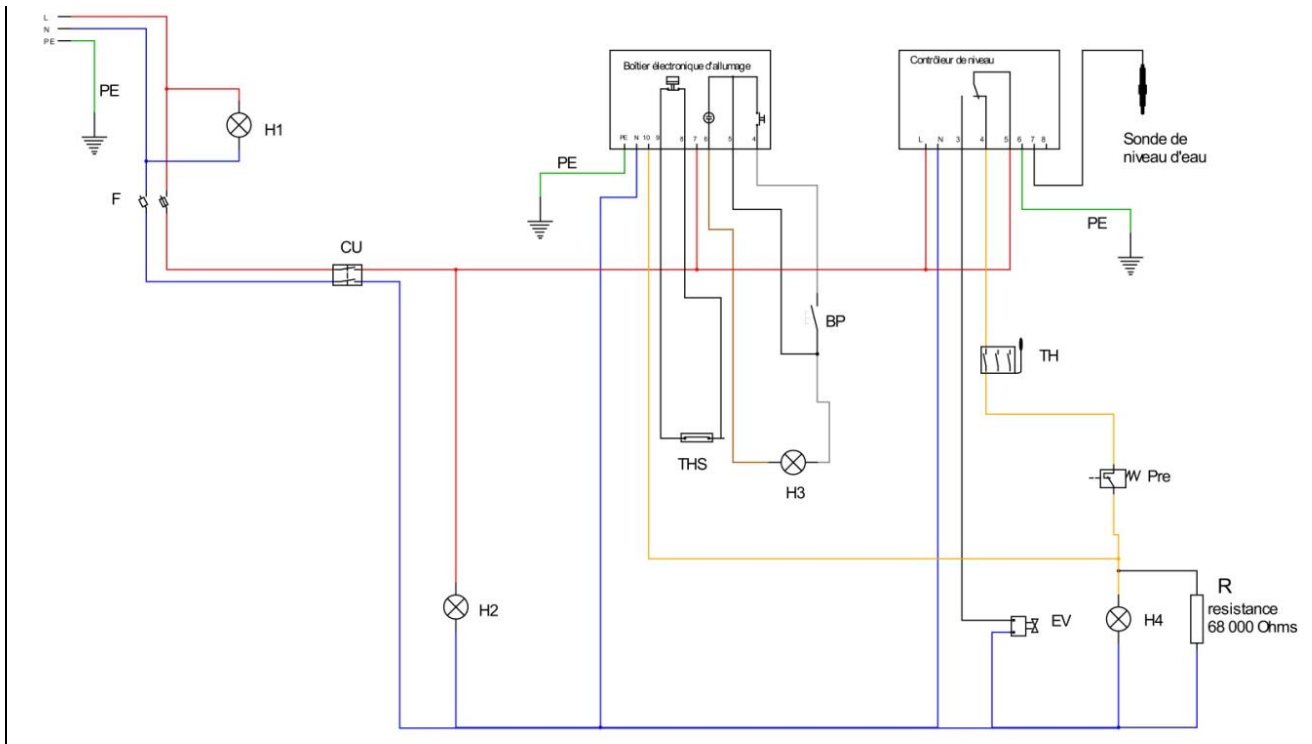 L
N
PE
PE
H1
F
CU
Boîtier électronique d'allumage
PE N 10 9 8 7 6 5 4
PE
Contrôleur de niveau
L N 3 4 5 6 7 8
Sonde de
niveau d'eau
PE
BP
TH
THS
H3
Pre
H2
EV
H4
R
resistance
68 000 Ohms